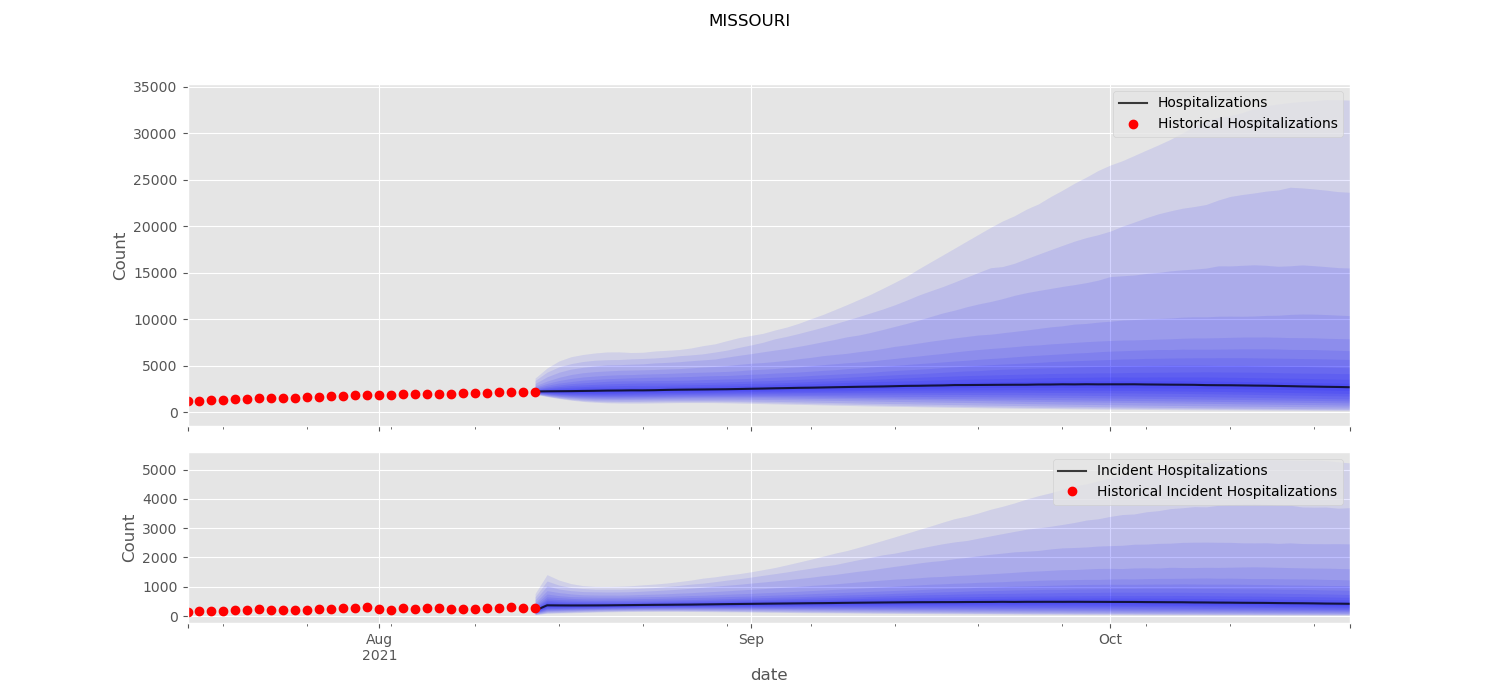 MISSOURI
35000
30000
25000
20000
15000
10000
5000
0
Count
Hospitalizations
Historical Hospitalizations
5000
4000
3000
2000
1000
0
Count
Incident Hospitalizations
Historical Incident Hospitalizations
Aug
2021
Sep
Oct
date